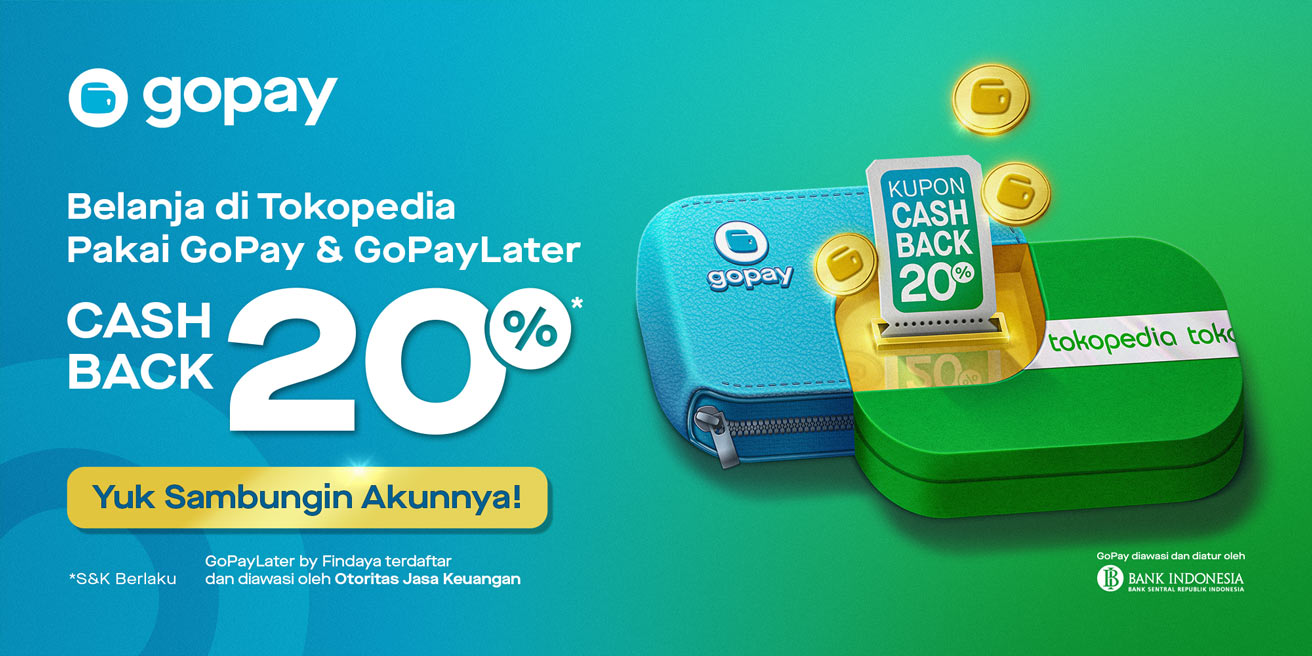 gopay
Belanja di Tokopedia
Pakai GoPay & GoPayLater
CASH
BACK
20%*
Yuk Sambungin Akunnya!
*S&K Berlaku
GoPayLater by Findaya terdaftar
dan diawasi oleh Otoritas Jasa Keuangan
gopay
KUPON
CASH
BACK
20%
50%
tokopedia toko
GoPay diawasi dan diatur oleh
BANK INDONESIA
BANK SENTRAL REPUBLIK INDONESIA